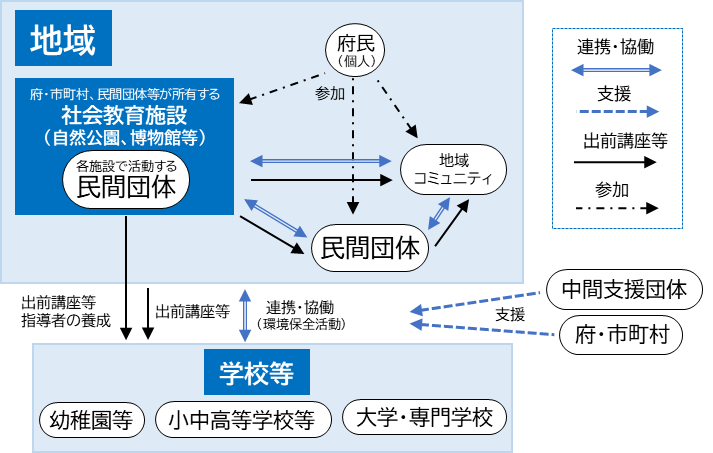 地域
府・市町村、民間団体等が所有する
社会教育施設
（自然公園、博物館等）
各施設で活動する
民間団体
府民
（個人）
参加
地域
コミュニティ
民間団体
連携・協働
支援
出前講座等
参加
出前講座等
指導者の養成
出前講座等
連携・協働
（環境保全活動）
支援
中間支援団体
府・市町村
学校等
幼稚園等
小中高等学校等
大学・専門学校